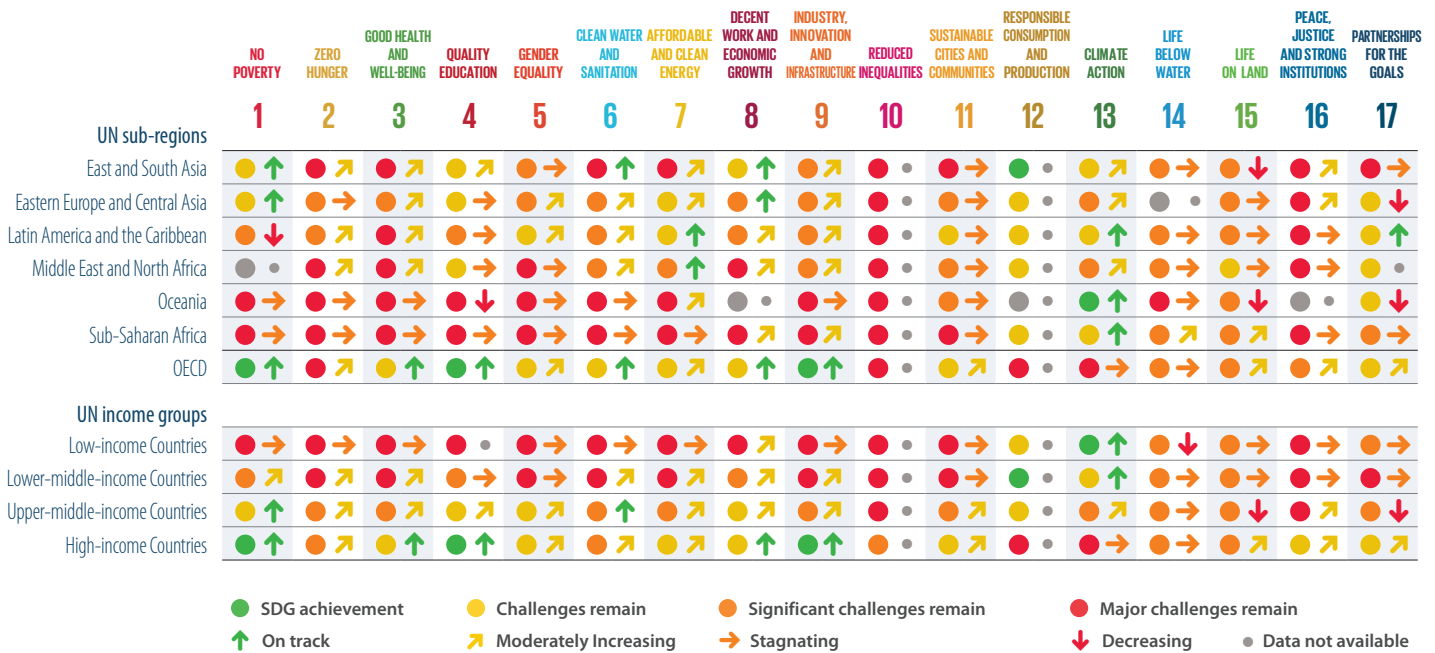 NO
POVERTY
ZERO
HUNGER
GOOD HEALTH
AND
WELL-BEING
QUALITY
EDUCATION
GENDER
EQUALITY
CLEAN WATER
AND
SANITATION
AFFORDABLE
AND CLEAN
ENERGY
DECENT
WORK AND
ECONOMIC
GROWTH
INDUSTRY,
INNOVATION
AND
INFRASTRUCTURE
REDUCED
INEQUALITIES
SUSTAINABLE
CITIES AND
COMMUNITIES
RESPONSIBLE
CONSUMPTION
AND
PRODUCTION
CLIMATE
ACTION
LIFE
BELOW
WATER
LIFE
ON LAND
PEACE,
JUSTICE
AND STRONG
INSTITUTIONS
PARTNERSHIPS
FOR THE
GOALS
1 2 3 4 5 6 7 8 9 10 11 12 13 14 15 16 17
UN sub-regions
East and South Asia
Eastern Europe and Central Asia
Latin America and the Caribbean
Middle East and North Africa
Oceania
Sub-Saharan Africa
OECD
UN income groups
Low-income Countries
Lower-middle-income Countries
Upper-middle-income Countries
High-income Countries
SDG achievement Challenges remain Significant challenges remain Major challenges remain
On track Moderately Increasing Stagnating Decreasing Data not available